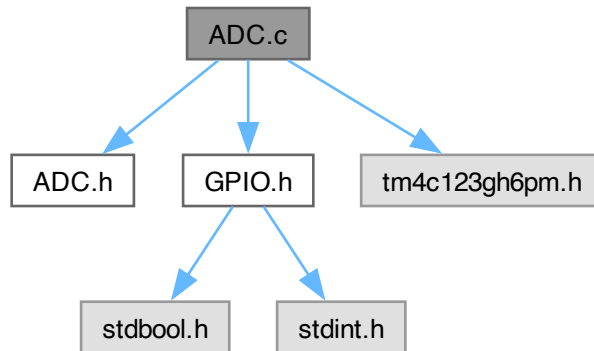 ADC.c
ADC.h
GPIO.h
tm4c123gh6pm.h
stdbool.h
stdint.h